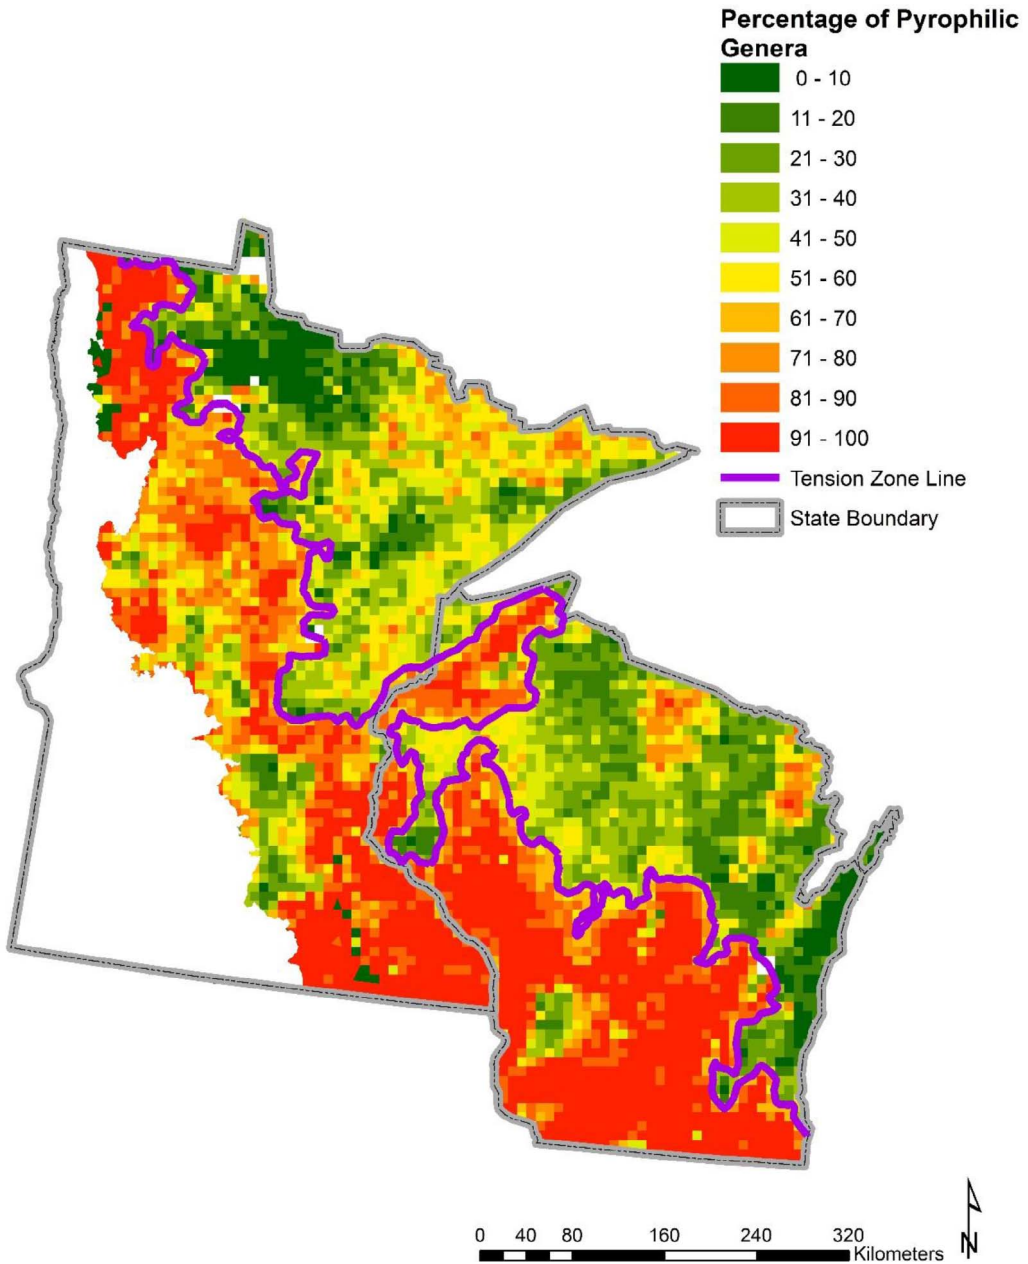 Percentage of Pyrophilic
Genera
0 - 10
11 - 20
21 - 30
31 - 40
41 - 50
51 - 60
61 - 70
71 - 80
81 - 90
91 - 100
Tension Zone Line
State Boundary
0 40 80 160 240 320
Kilometers
N